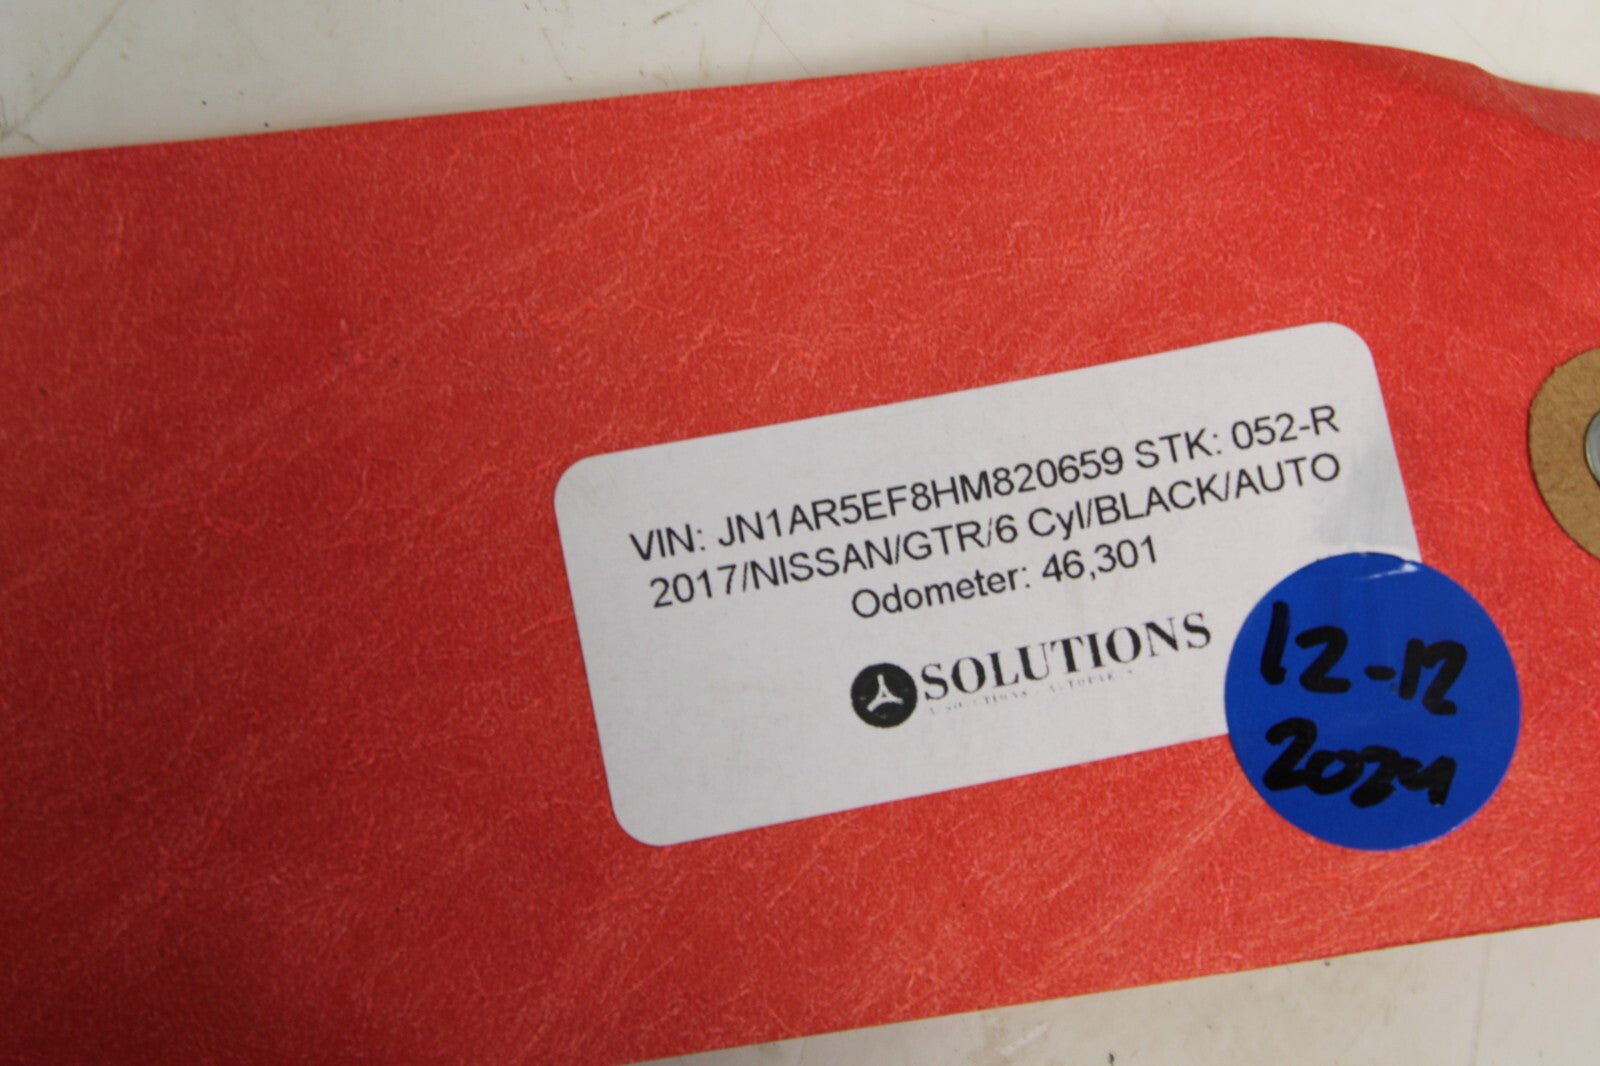 VIN: JN1AR5EF8HM820659 STK: 052-R
2017/NISSAN/GTR/6 Cyl/BLACK/AUTO
Odometer: 46,301
SOLUTIONS
12-12
2024